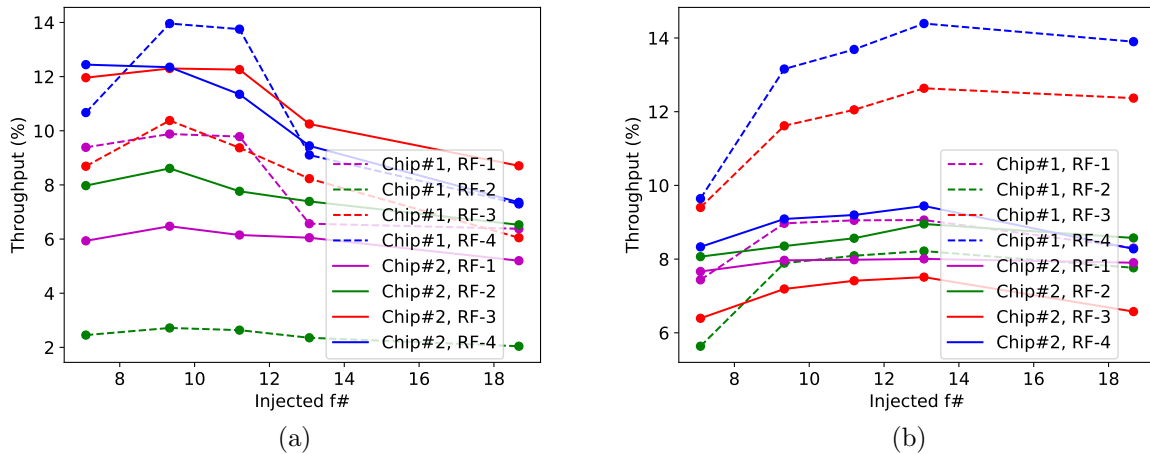 14
12
10
8
6
4
2
Throughput (%)
Chip#1, RF-1
Chip#1, RF-2
Chip#1, RF-3
Chip#1, RF-4
Chip#2, RF-1
Chip#2, RF-2
Chip#2, RF-3
Chip#2, RF-4
8 10 12 14 16 18
Injected f#
(a)
14
12
10
8
6
Throughput (%)
Chip#1, RF-1
Chip#1, RF-2
Chip#1, RF-3
Chip#1, RF-4
Chip#2, RF-1
Chip#2, RF-2
Chip#2, RF-3
Chip#2, RF-4
8 10 12 14 16 18
Injected f#
(b)